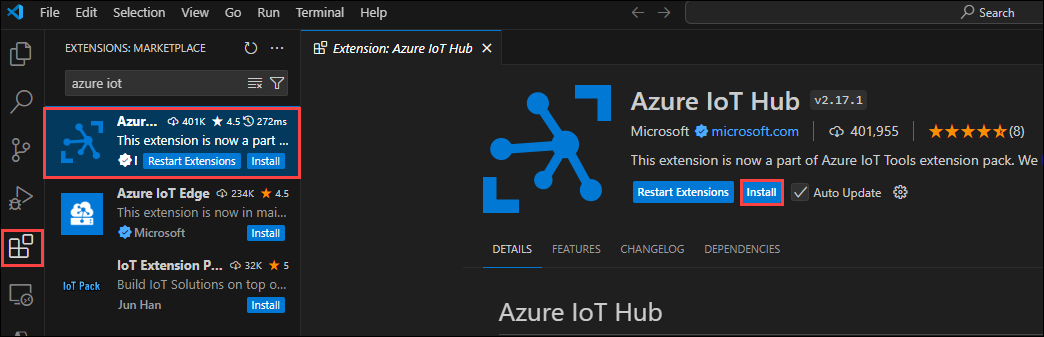 File Edit Selection View Go Run Terminal Help
Search
EXTENSIONS: MARKETPLACE
azure iot
Azur... 401K 4.5 272ms
This extension is now a part ...
Restart Extensions Install
Azure IoT Edge 234K 4.5
This extension is now in mai...
Microsoft Install
IoT Pack
IoT Extension P... 32K 5
Build IoT Solutions on top o...
Jun Han Install
Extension: Azure IoT Hub
Azure IoT Hub v2.17.1
Microsoft microsoft.com 401,955 (8)
This extension is now a part of Azure IoT Tools extension pack. We
Restart Extensions Install Auto Update
DETAILS FEATURES CHANGELOG DEPENDENCIES
Azure IoT Hub